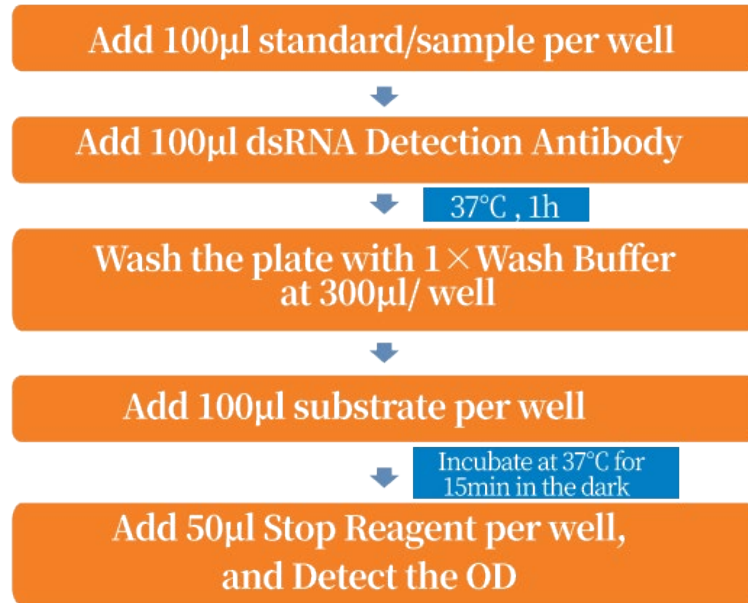 Add 100μl standard/sample per well
Add 100μl dsRNA Detection Antibody
37°C , 1h
Wash the plate with 1×Wash Buffer
at 300μl/ well
Add 100μl substrate per well
Incubate at 37°C for
15min in the dark
Add 50μl Stop Reagent per well,
and Detect the OD